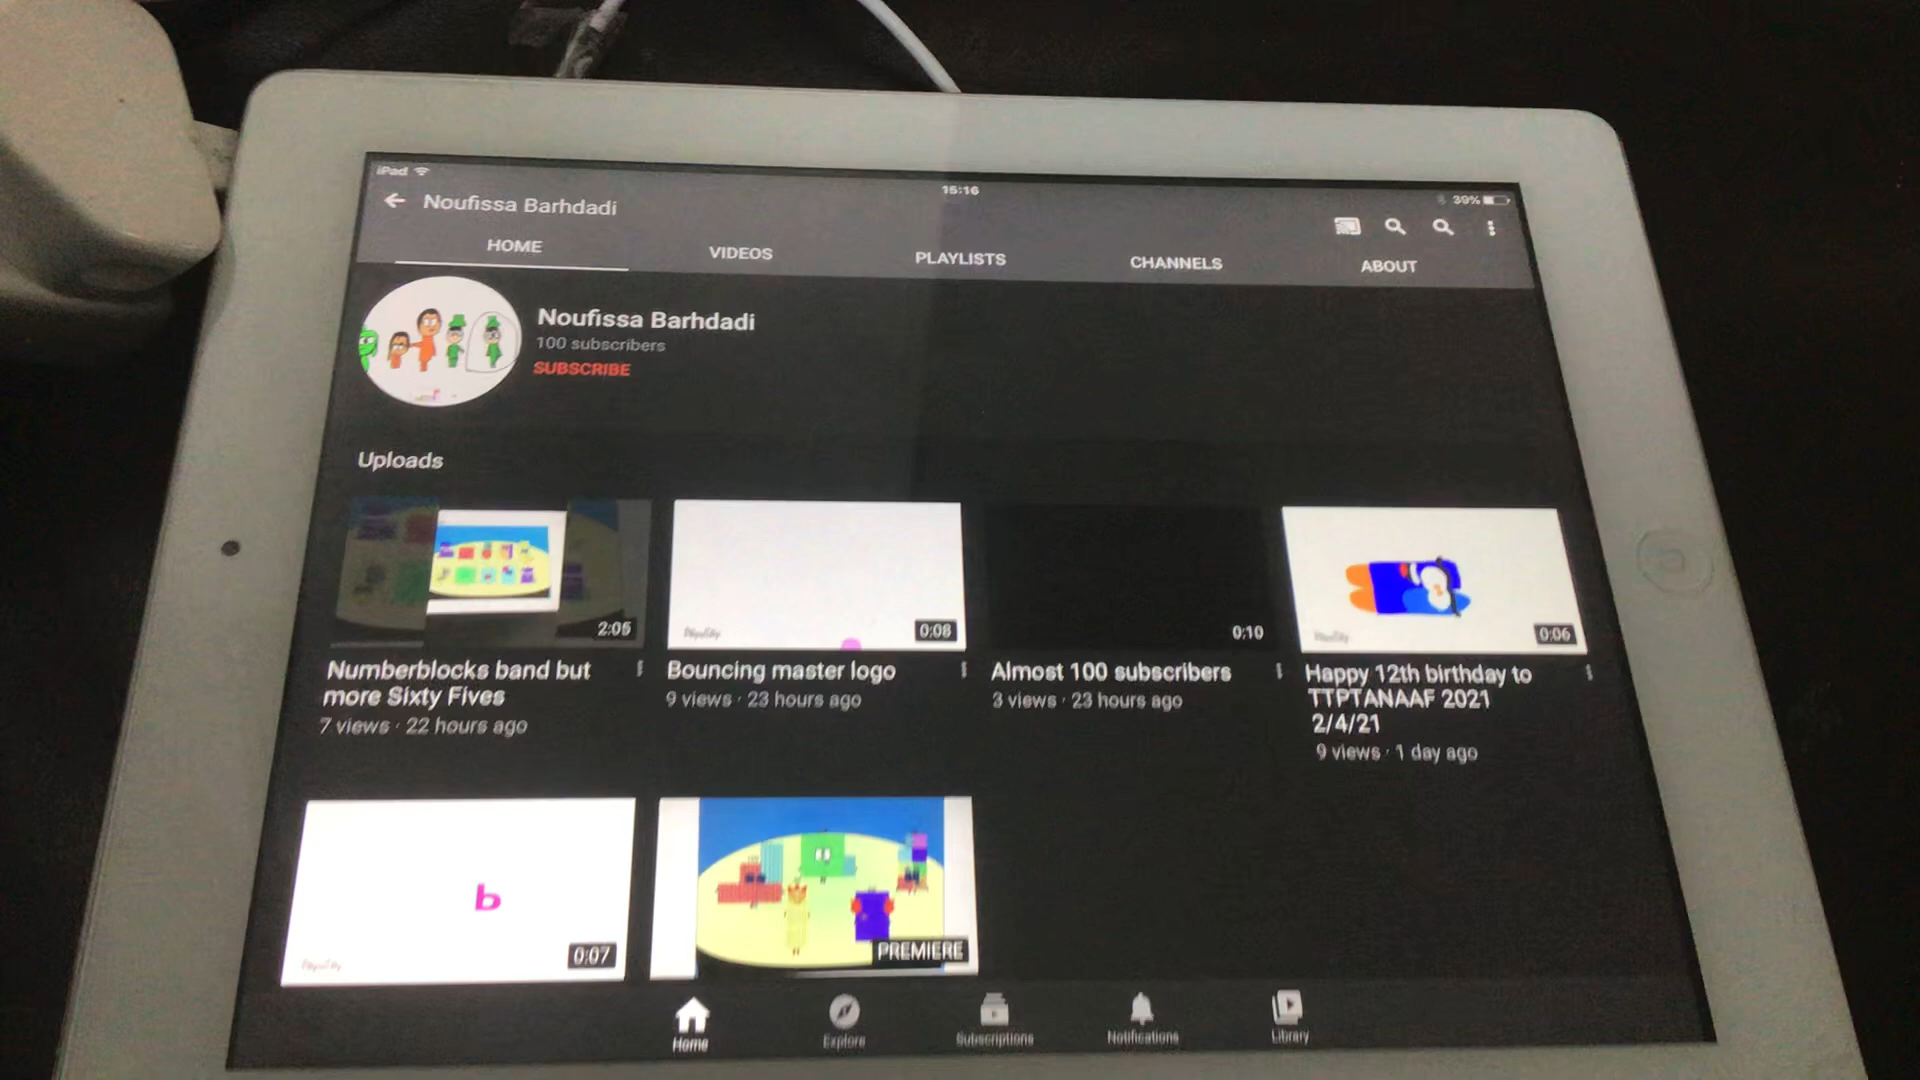 iPad
15:16
39%
Noufissa Barhdadi
HOME
VIDEOS
PLAYLISTS
CHANNELS
ABOUT
Noufissa Barhdadi
100 subscribers
SUBSCRIBE
Uploads
2:05
0:08
0:10
0:06
Numberblocks band but
more Sixty Fives
7 views · 22 hours ago
Bouncing master logo
9 views · 23 hours ago
Almost 100 subscribers
3 views · 23 hours ago
Happy 12th birthday to
TTPTANAAF 2021
2/4/21
9 views · 1 day ago
b
0:07
PREMIERE
Home
Explore
Subscriptions
Notifications
Library